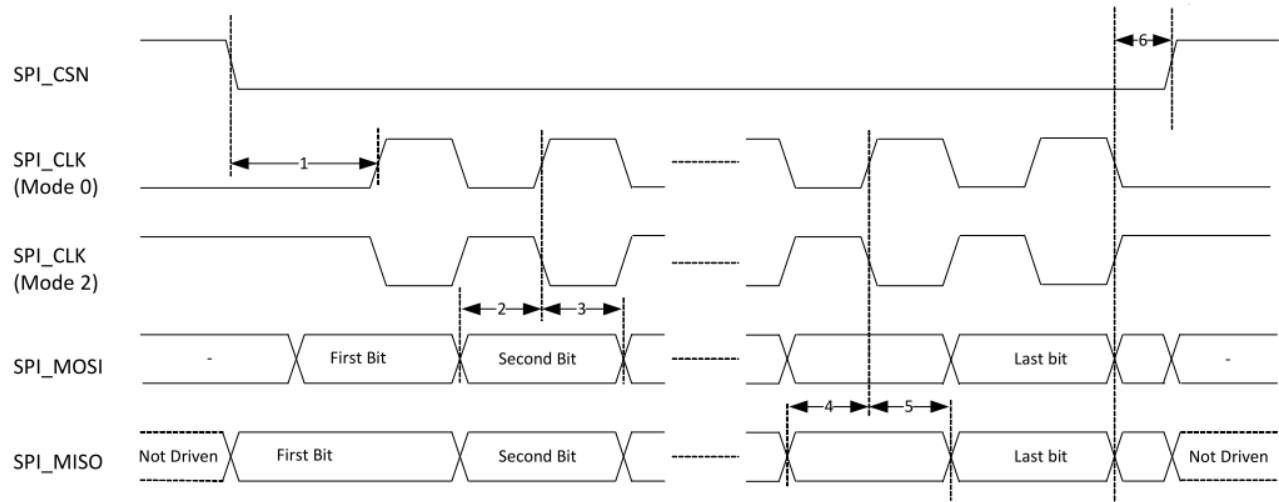 6
SPI_CSN
SPI_CLK
(Mode 0)
1
SPI_CLK
(Mode 2)
2
3
SPI_MOSI
-
First Bit
Second Bit
Last bit
-
4
5
SPI_MISO
Not Driven
First Bit
Second Bit
Last bit
Not Driven